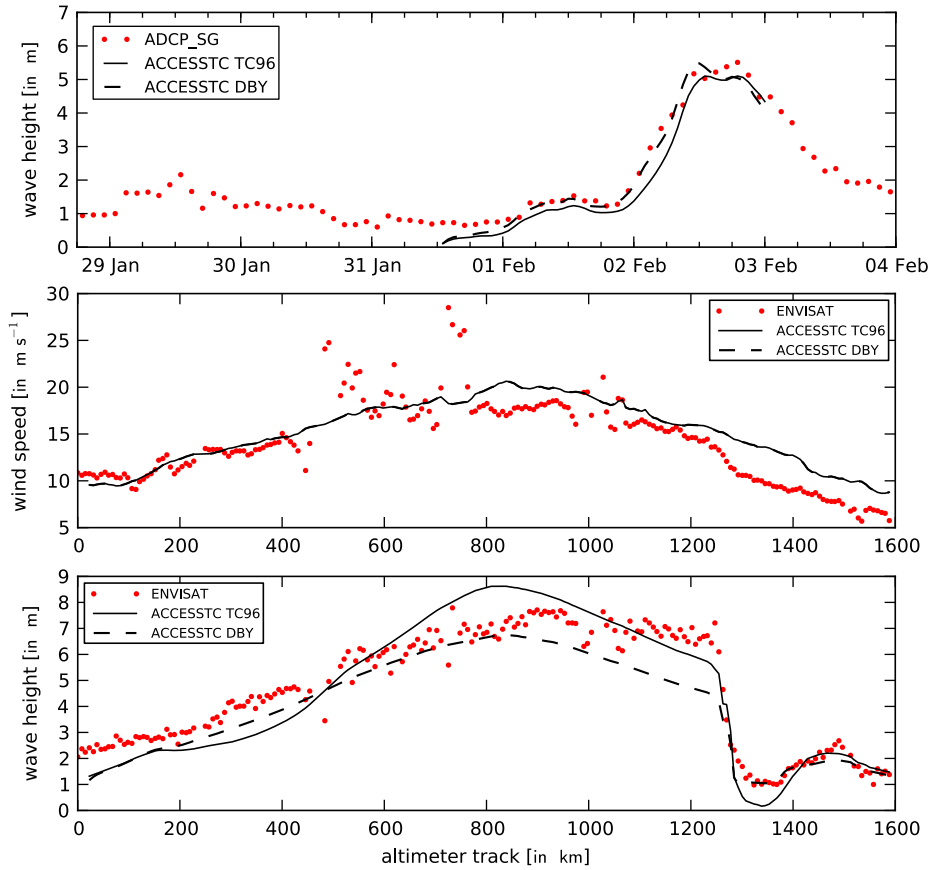 7
6
5
4
3
2
1
0
wave height [in m]
ADCP_SG
ACCESSTC TC96
ACCESSTC DBY
29 Jan 30 Jan 31 Jan 01 Feb 02 Feb 03 Feb 04 Feb
30
25
20
15
10
5
wind speed [in m s⁻¹]
ENVISAT
ACCESSTC TC96
ACCESSTC DBY
0 200 400 600 800 1000 1200 1400 1600
9
8
7
6
5
4
3
2
1
0
wave height [in m]
ENVISAT
ACCESSTC TC96
ACCESSTC DBY
0 200 400 600 800 1000 1200 1400 1600
altimeter track [in km]